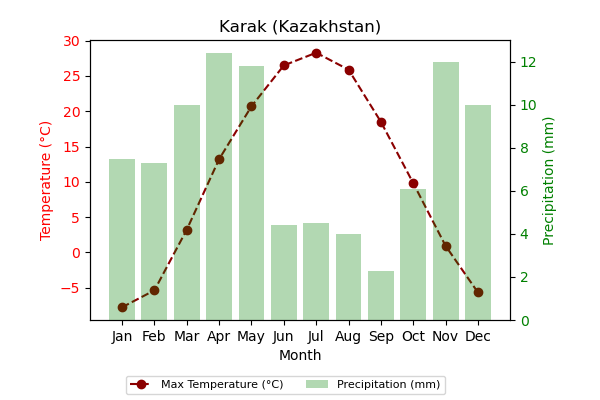 Karak (Kazakhstan)
30
25
20
15
10
5
0
−5
Temperature (°C)
12
10
8
6
4
2
0
Precipitation (mm)
Jan Feb Mar Apr May Jun Jul Aug Sep Oct Nov Dec
Month
Max Temperature (°C) Precipitation (mm)